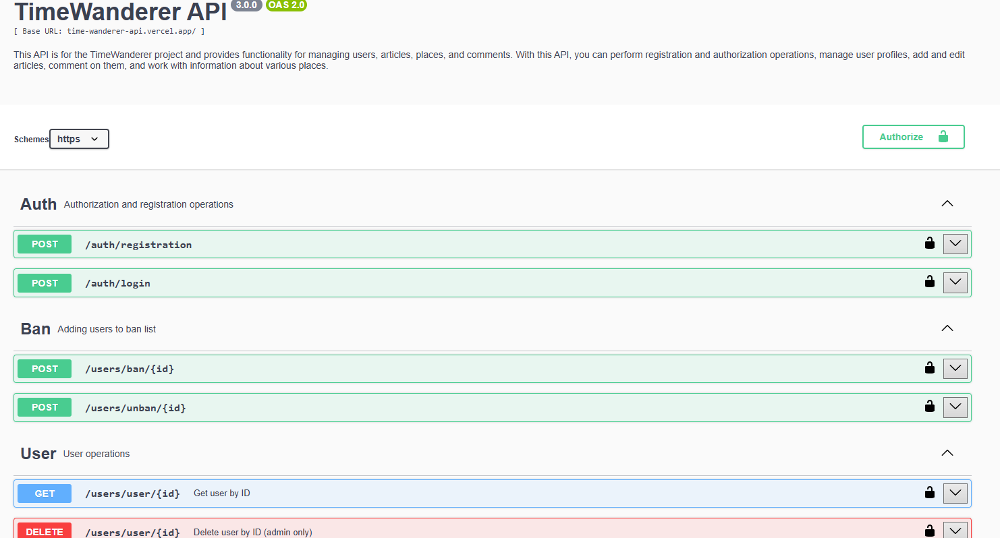 TimeWanderer API 3.0.0 OAS 2.0
[ Base URL: time-wanderer-api.vercel.app/ ]
This API is for the TimeWanderer project and provides functionality for managing users, articles, places, and comments. With this API, you can perform registration and authorization operations, manage user profiles, add and edit
articles, comment on them, and work with information about various places.
Schemes https Authorize
Auth Authorization and registration operations
POST /auth/registration
POST /auth/login
Ban Adding users to ban list
POST /users/ban/{id}
POST /users/unban/{id}
User User operations
GET /users/user/{id} Get user by ID
DELETE /users/user/{id} Delete user by ID (admin only)